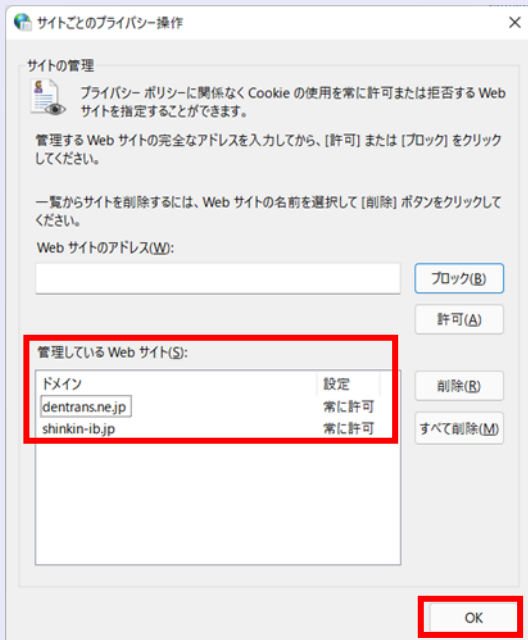 サイトごとのプライバシー操作
サイトの管理
プライバシー ポリシーに関係なく Cookie の使用を常に許可または拒否する Web
サイトを指定することができます。
管理する Web サイトの完全なアドレスを入力してから、[許可] または [ブロック] をクリック
してください。
一覧からサイトを削除するには、Web サイトの名前を選択して [削除] ボタンをクリックして
ください。
Web サイトのアドレス(W):
ブロック(B)
許可(A)
管理している Web サイト(S):
ドメイン 設定
dentrans.ne.jp 常に許可
shinkin-ib.jp 常に許可
削除(R)
すべて削除(M)
OK